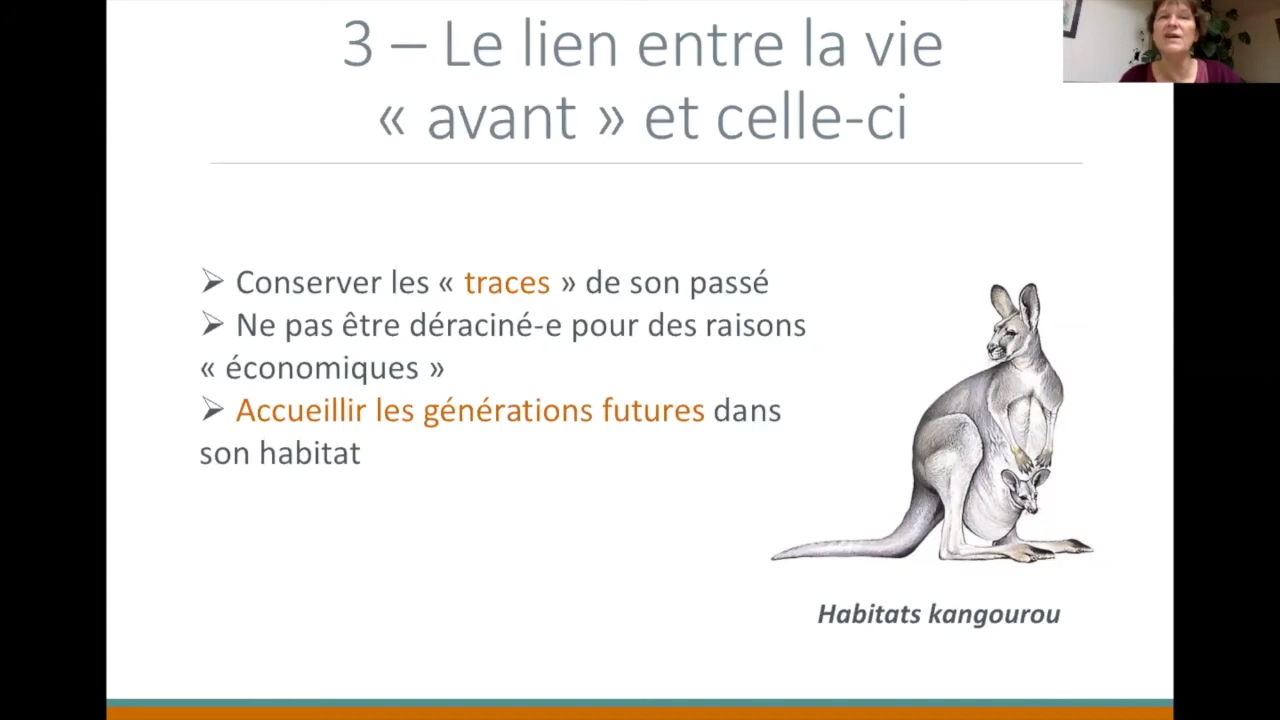 3 – Le lien entre la vie
« avant » et celle-ci
➢ Conserver les « traces » de son passé
➢ Ne pas être déraciné-e pour des raisons
« économiques »
➢ Accueillir les générations futures dans
son habitat
Habitats kangourou